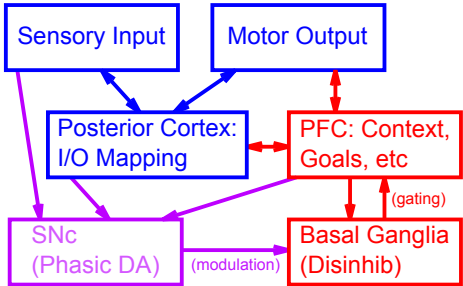 Sensory Input
Motor Output
Posterior Cortex:
I/O Mapping
PFC: Context,
Goals, etc
(gating)
SNc
(Phasic DA)
(modulation)
Basal Ganglia
(Disinhib)